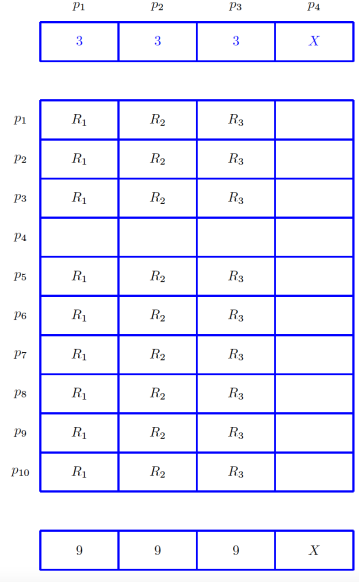 p₁ p₂ p₃ p₄
3 3 3 X
p₁ R₁ R₂ R₃
p₂ R₁ R₂ R₃
p₃ R₁ R₂ R₃
p₄
p₅ R₁ R₂ R₃
p₆ R₁ R₂ R₃
p₇ R₁ R₂ R₃
p₈ R₁ R₂ R₃
p₉ R₁ R₂ R₃
p₁₀ R₁ R₂ R₃
9 9 9 X